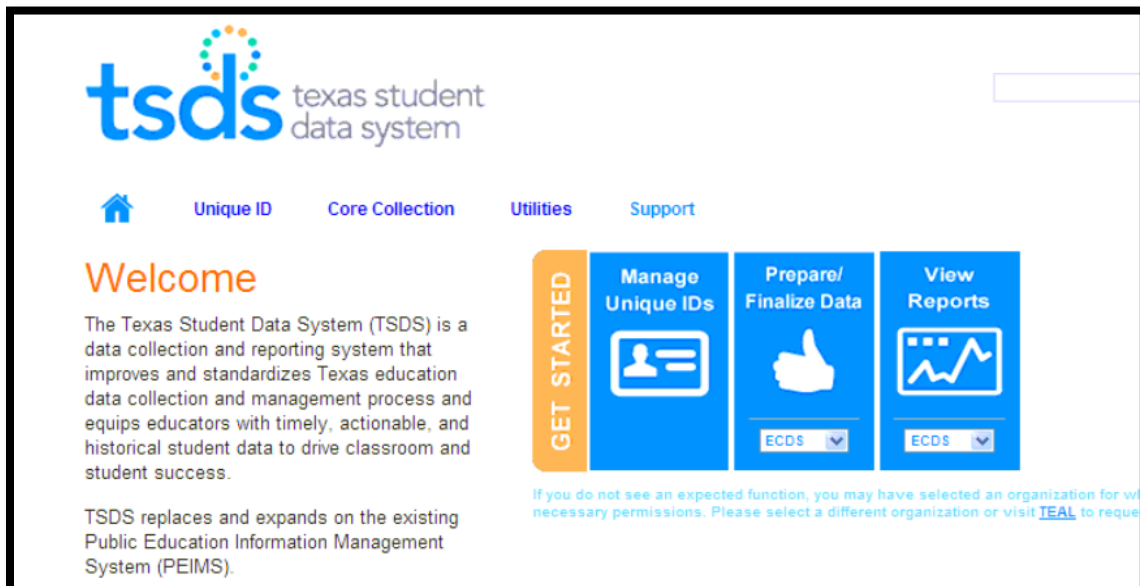 tsds texas student
data system
Unique ID Core Collection Utilities Support
Welcome
The Texas Student Data System (TSDS) is a
data collection and reporting system that
improves and standardizes Texas education
data collection and management process and
equips educators with timely, actionable, and
historical student data to drive classroom and
student success.
TSDS replaces and expands on the existing
Public Education Information Management
System (PEIMS).
GET STARTED
Manage
Unique IDs
Prepare/
Finalize Data
ECDS
View
Reports
ECDS
If you do not see an expected function, you may have selected an organization for
necessary permissions. Please select a different organization or visit TEAL to